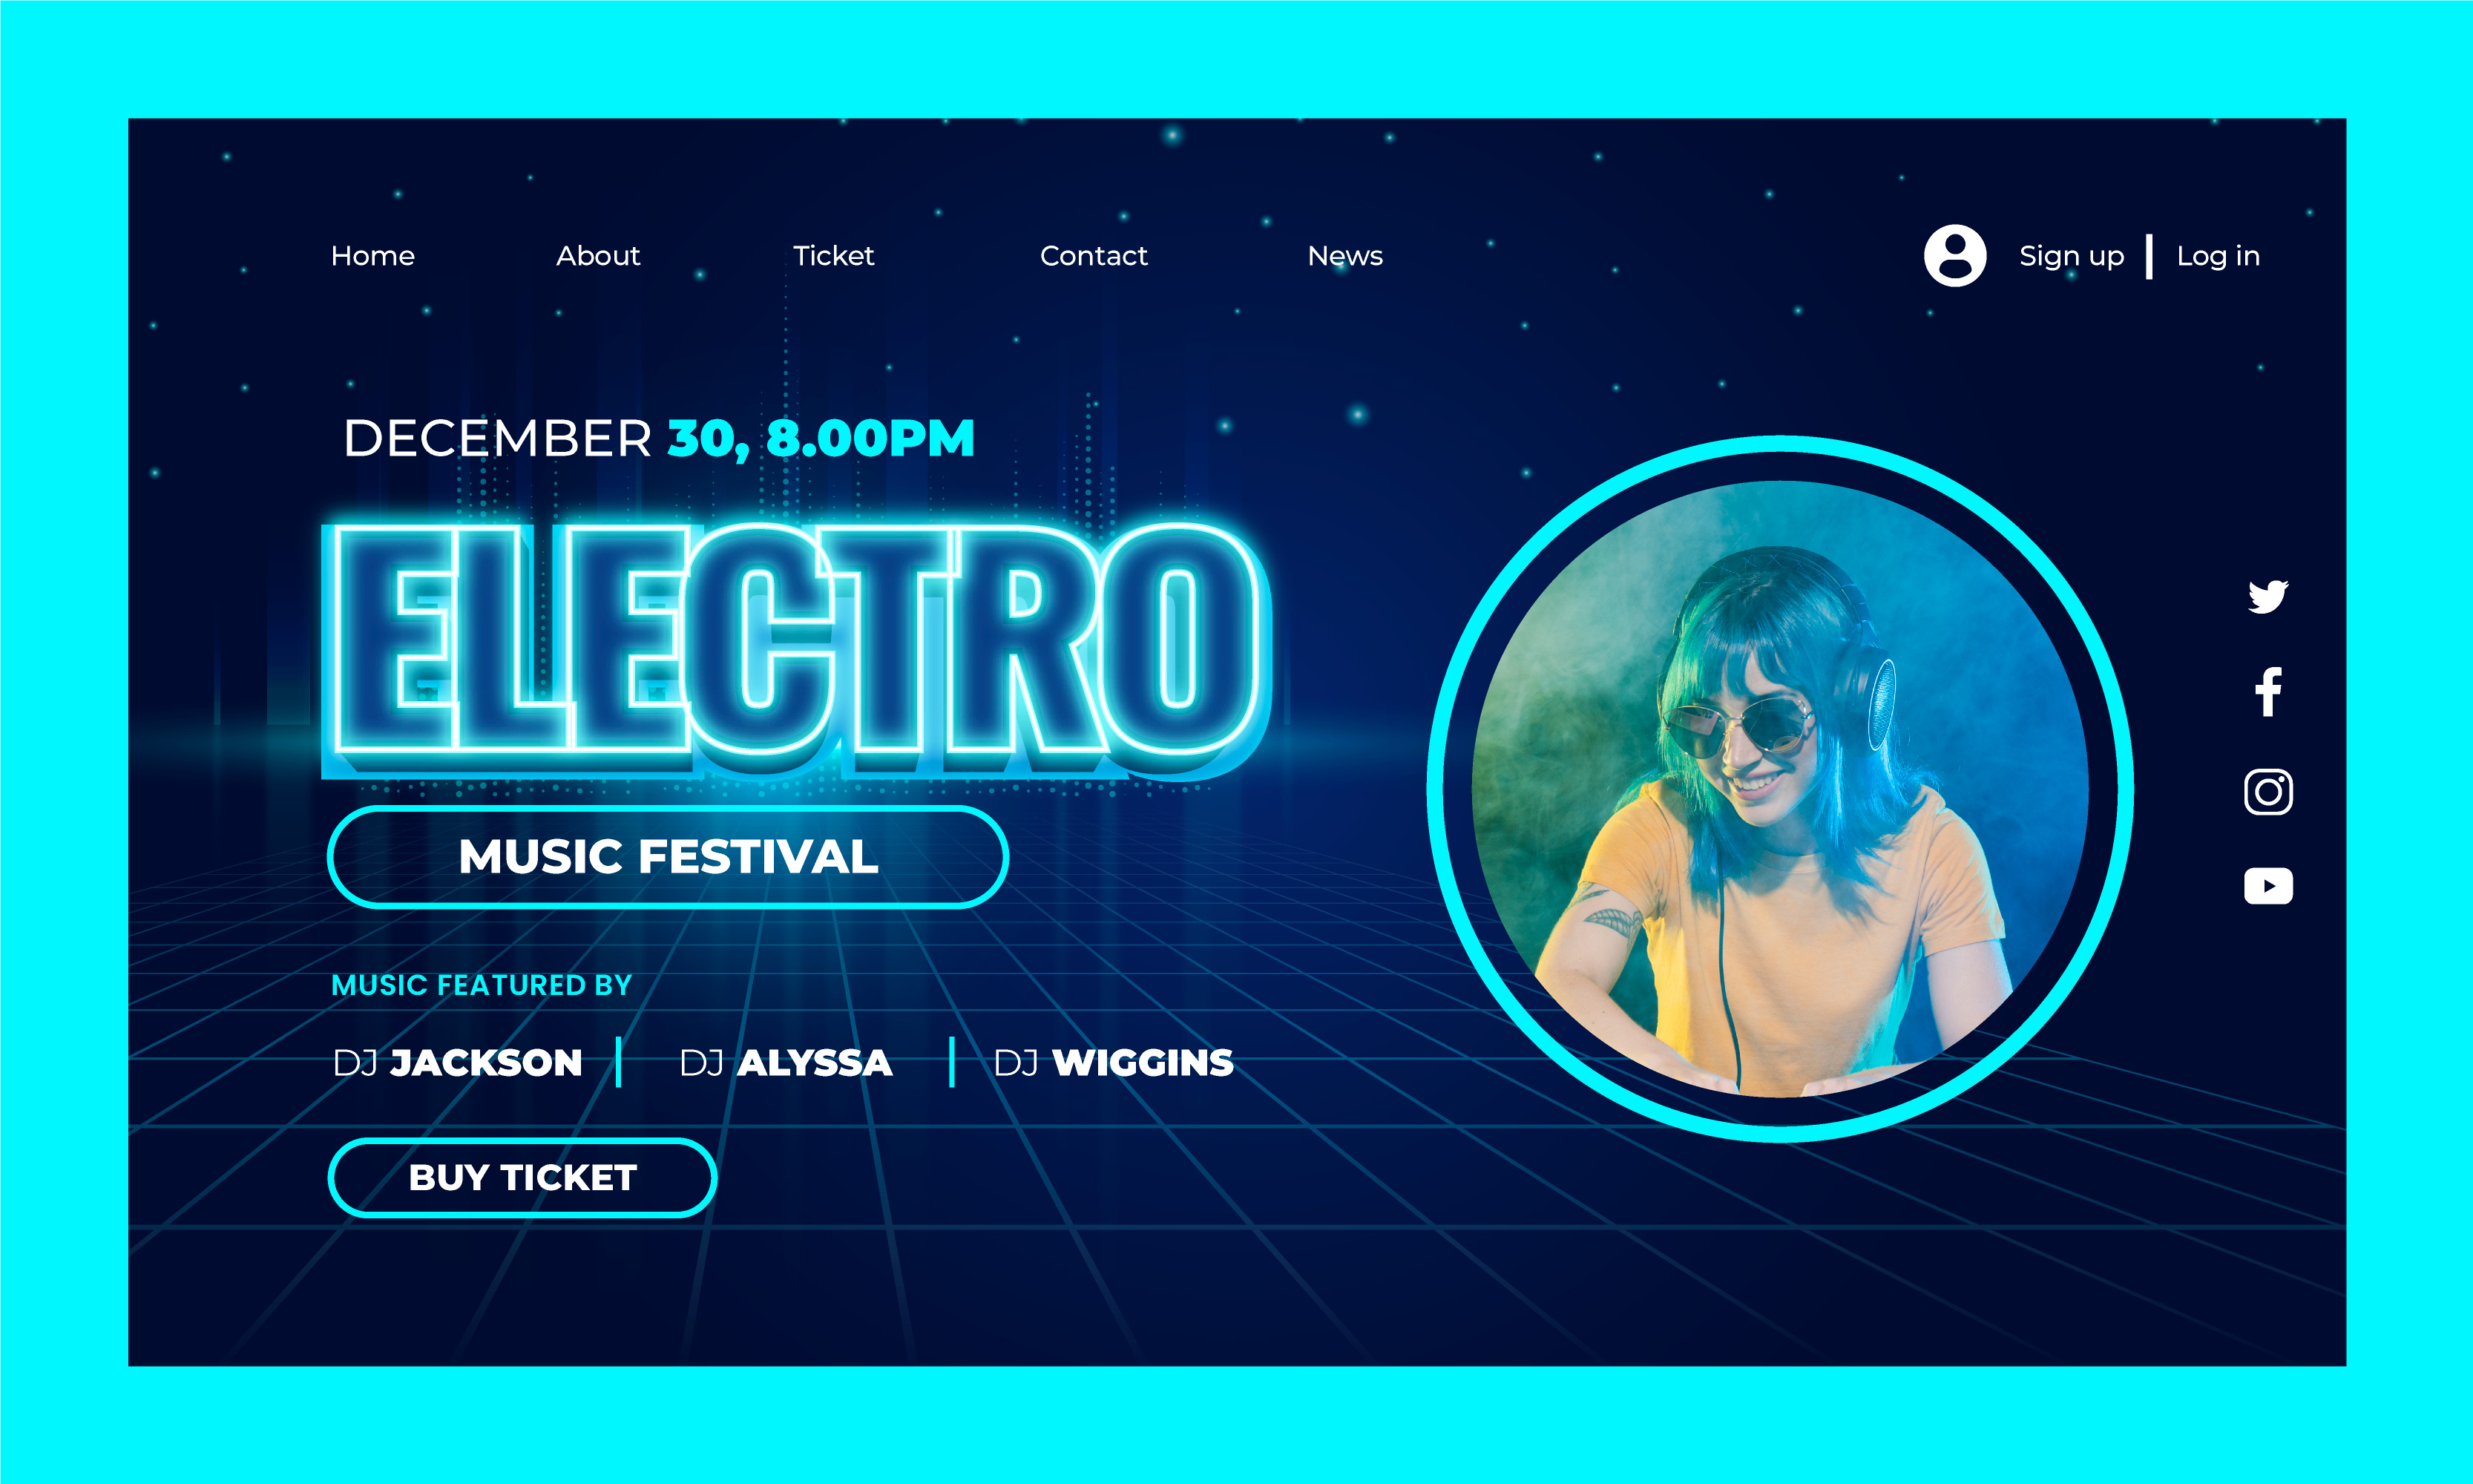 Home About Ticket Contact News Sign up | Log in
DECEMBER 30, 8.00PM
ELECTRO
MUSIC FESTIVAL
MUSIC FEATURED BY
DJ JACKSON | DJ ALYSSA | DJ WIGGINS
BUY TICKET